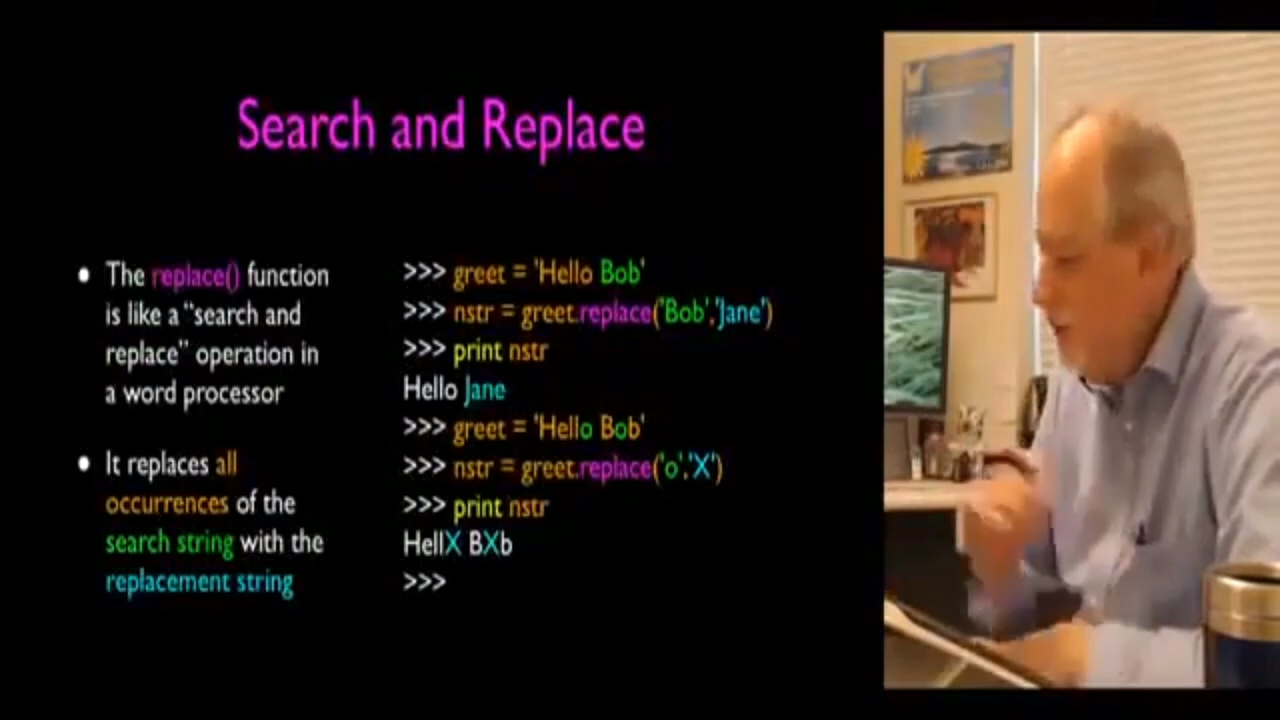 Search and Replace
• The replace() function
is like a “search and
replace” operation in
a word processor
• It replaces all
occurrences of the
search string with the
replacement string
>>> greet = 'Hello Bob'
>>> nstr = greet.replace('Bob','Jane')
>>> print nstr
Hello Jane
>>> greet = 'Hello Bob'
>>> nstr = greet.replace('o','X')
>>> print nstr
HellX BXb
>>>